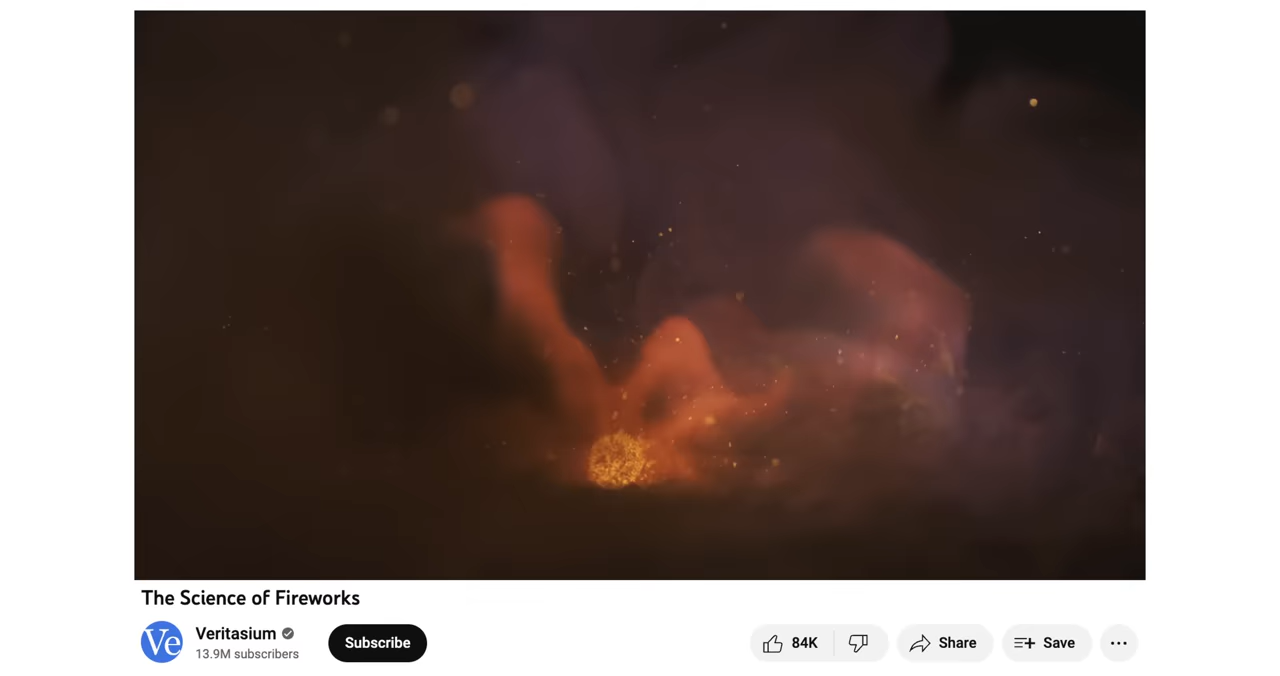 The Science of Fireworks
Ve
Veritasium
13.9M subscribers
Subscribe
84K
Share
Save